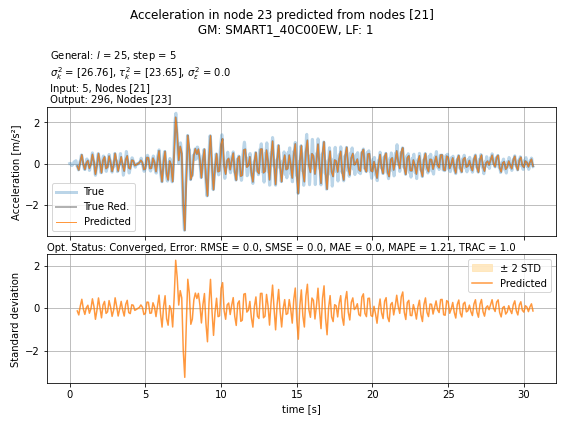 Acceleration in node 23 predicted from nodes [21]
GM: SMART1_40C00EW, LF: 1
General: l = 25, step = 5
σ²ₖ = [26.76], τ²ₖ = [23.65], σ²ε = 0.0
Input: 5, Nodes [21]
Output: 296, Nodes [23]
Acceleration [m/s²]
2
0
−2
True
True Red.
Predicted
Opt. Status: Converged, Error: RMSE = 0.0, SMSE = 0.0, MAE = 0.0, MAPE = 1.21, TRAC = 1.0
Standard deviation
2
0
−2
± 2 STD
Predicted
0 5 10 15 20 25 30
time [s]